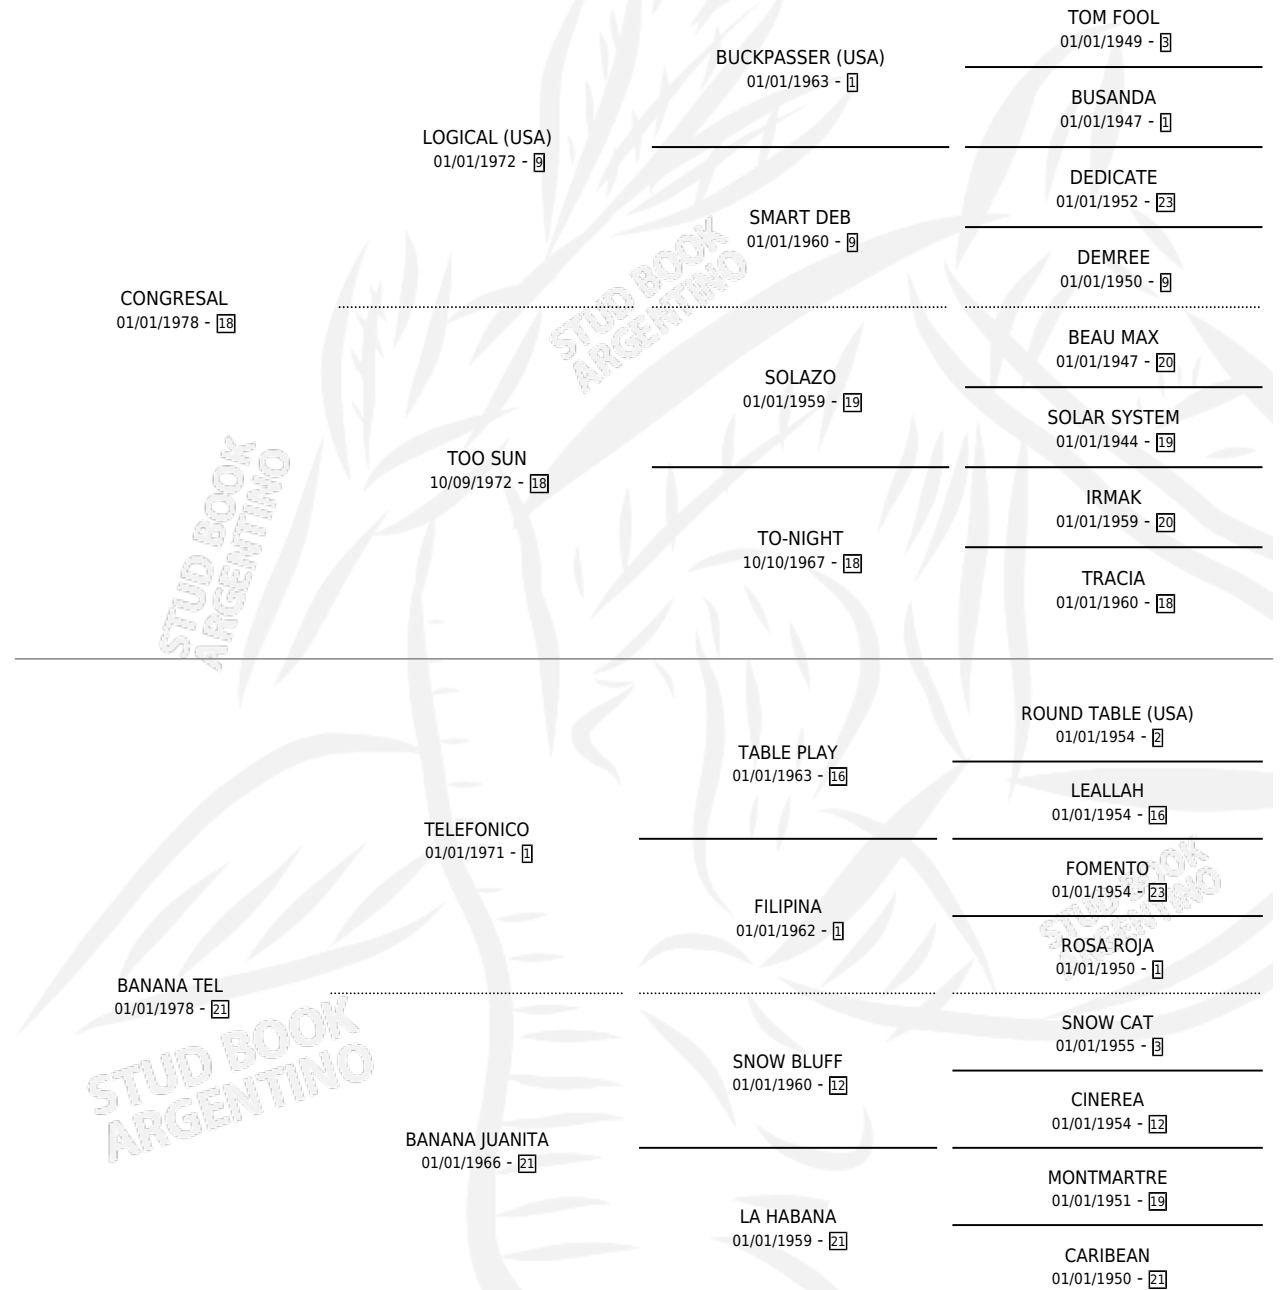 TOM FOOL
01/01/1949 - 3
BUCKPASSER (USA)
01/01/1963 - 1
BUSANDA
01/01/1947 - 1
LOGICAL (USA)
01/01/1972 - 9
DEDICATE
01/01/1952 - 23
SMART DEB
01/01/1960 - 9
DEMREE
01/01/1950 - 9
CONGRESAL
01/01/1978 - 18
BEAU MAX
01/01/1947 - 20
SOLAZO
01/01/1959 - 19
SOLAR SYSTEM
01/01/1944 - 19
TOO SUN
10/09/1972 - 18
IRMAK
01/01/1959 - 20
TO-NIGHT
10/10/1967 - 18
TRACIA
01/01/1960 - 18
ROUND TABLE (USA)
01/01/1954 - 2
TABLE PLAY
01/01/1963 - 16
LEALLAH
01/01/1954 - 16
TELEFONICO
01/01/1971 - 1
FOMENTO
01/01/1954 - 23
FILIPINA
01/01/1962 - 1
ROSA ROJA
01/01/1950 - 1
BANANA TEL
01/01/1978 - 21
SNOW CAT
01/01/1955 - 3
SNOW BLUFF
01/01/1960 - 12
CINEREA
01/01/1954 - 12
BANANA JUANITA
01/01/1966 - 21
MONTMARTRE
01/01/1951 - 19
LA HABANA
01/01/1959 - 21
CARIBEAN
01/01/1950 - 21
STUD BOOK
ARGENTINO
STUD BOOK
ARGENTINO
STUD BOOK
ARGENTINO
STUD BOOK
ARGENTINO